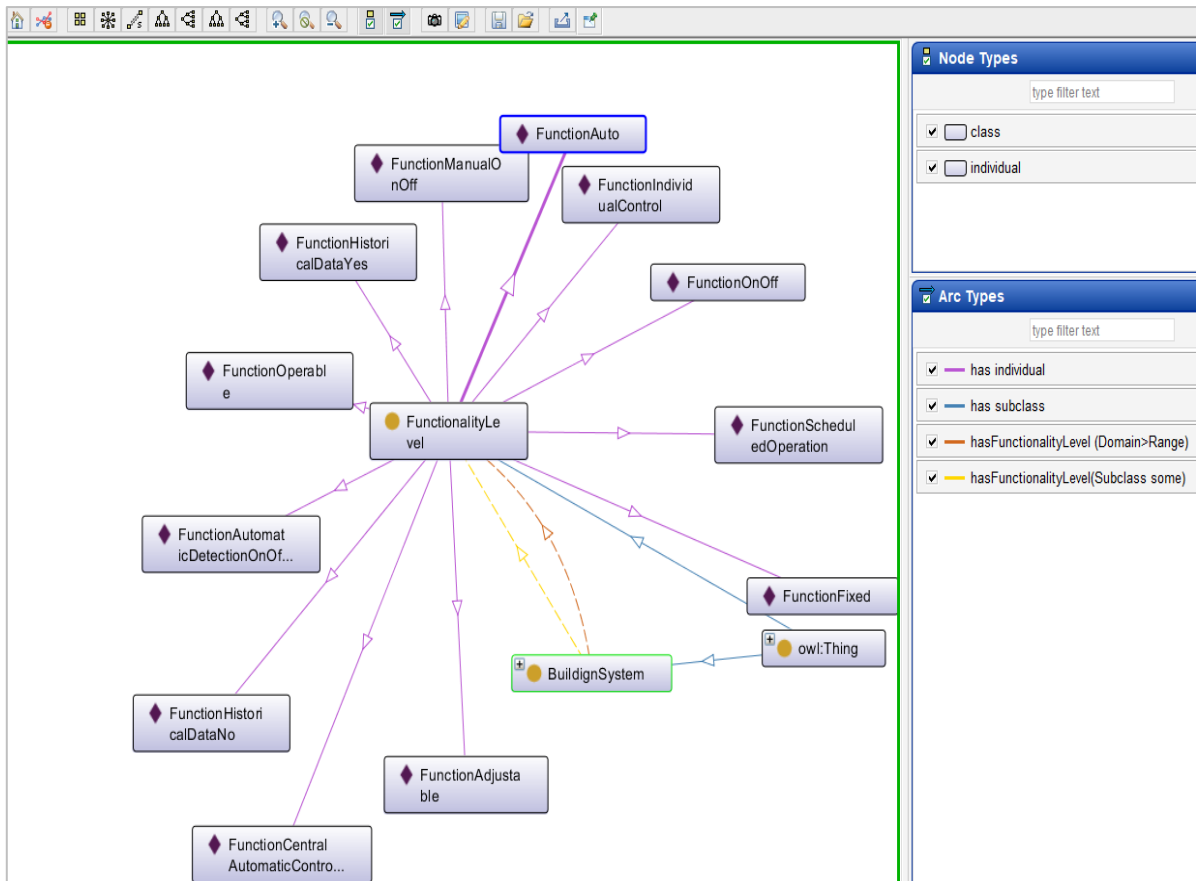 Node Types
type filter text
class
individual
Arc Types
type filter text
has individual
has subclass
hasFunctionalityLevel (Domain>Range)
hasFunctionalityLevel(Subclass some)
FunctionAuto
FunctionManualO
nOff
FunctionIndivid
ualControl
FunctionHistori
calDataYes
FunctionOnOff
FunctionOperabl
e
FunctionalityLe
vel
FunctionSchedul
edOperation
FunctionAutomat
icDetectionOnOf...
FunctionFixed
owl:Thing
BuildignSystem
FunctionHistori
calDataNo
FunctionAdjusta
ble
FunctionCentral
AutomaticContro...